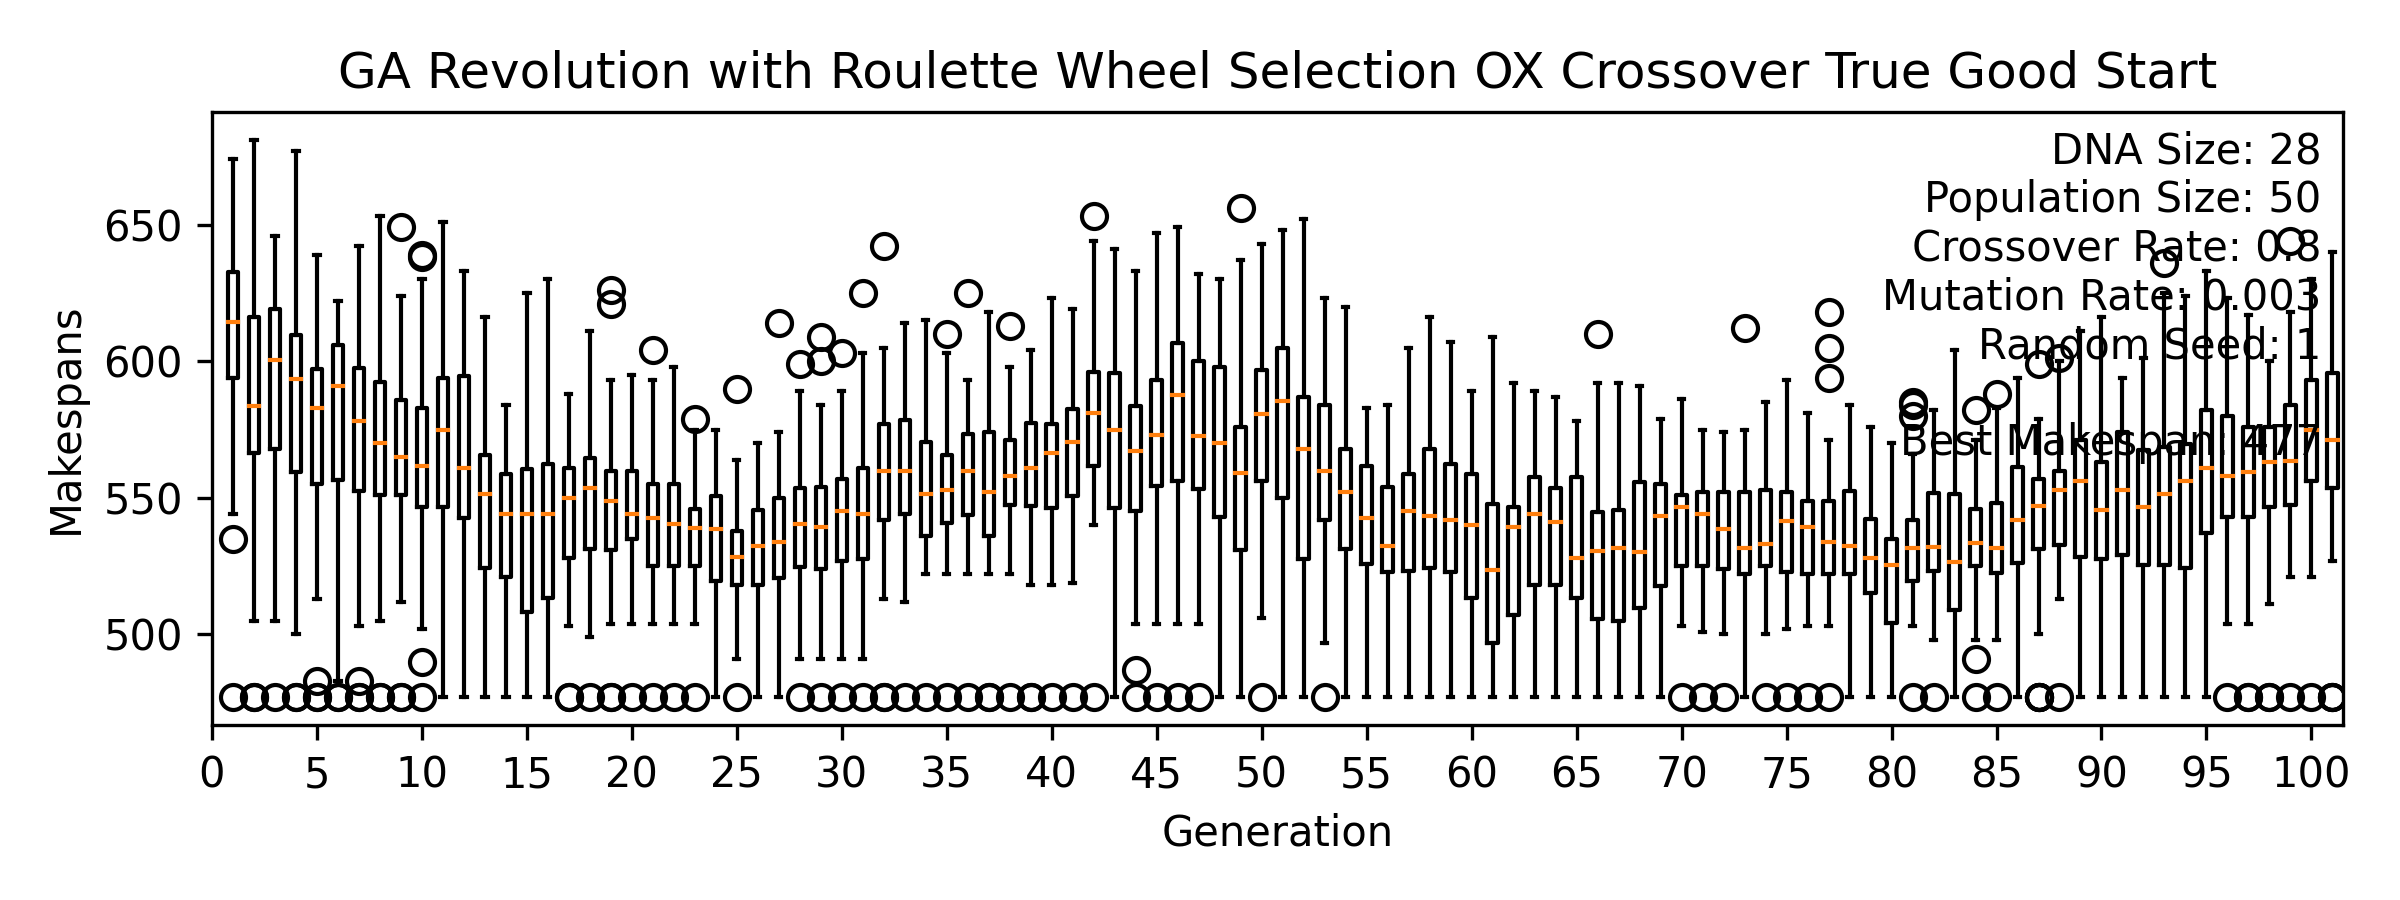 GA Revolution with Roulette Wheel Selection OX Crossover True Good Start
DNA Size: 28
Population Size: 50
Crossover Rate: 0.8
Mutation Rate: 0.003
Random Seed: 1
Best Makespan: 477
Makespans
650
600
550
500
0 5 10 15 20 25 30 35 40 45 50 55 60 65 70 75 80 85 90 95 100
Generation